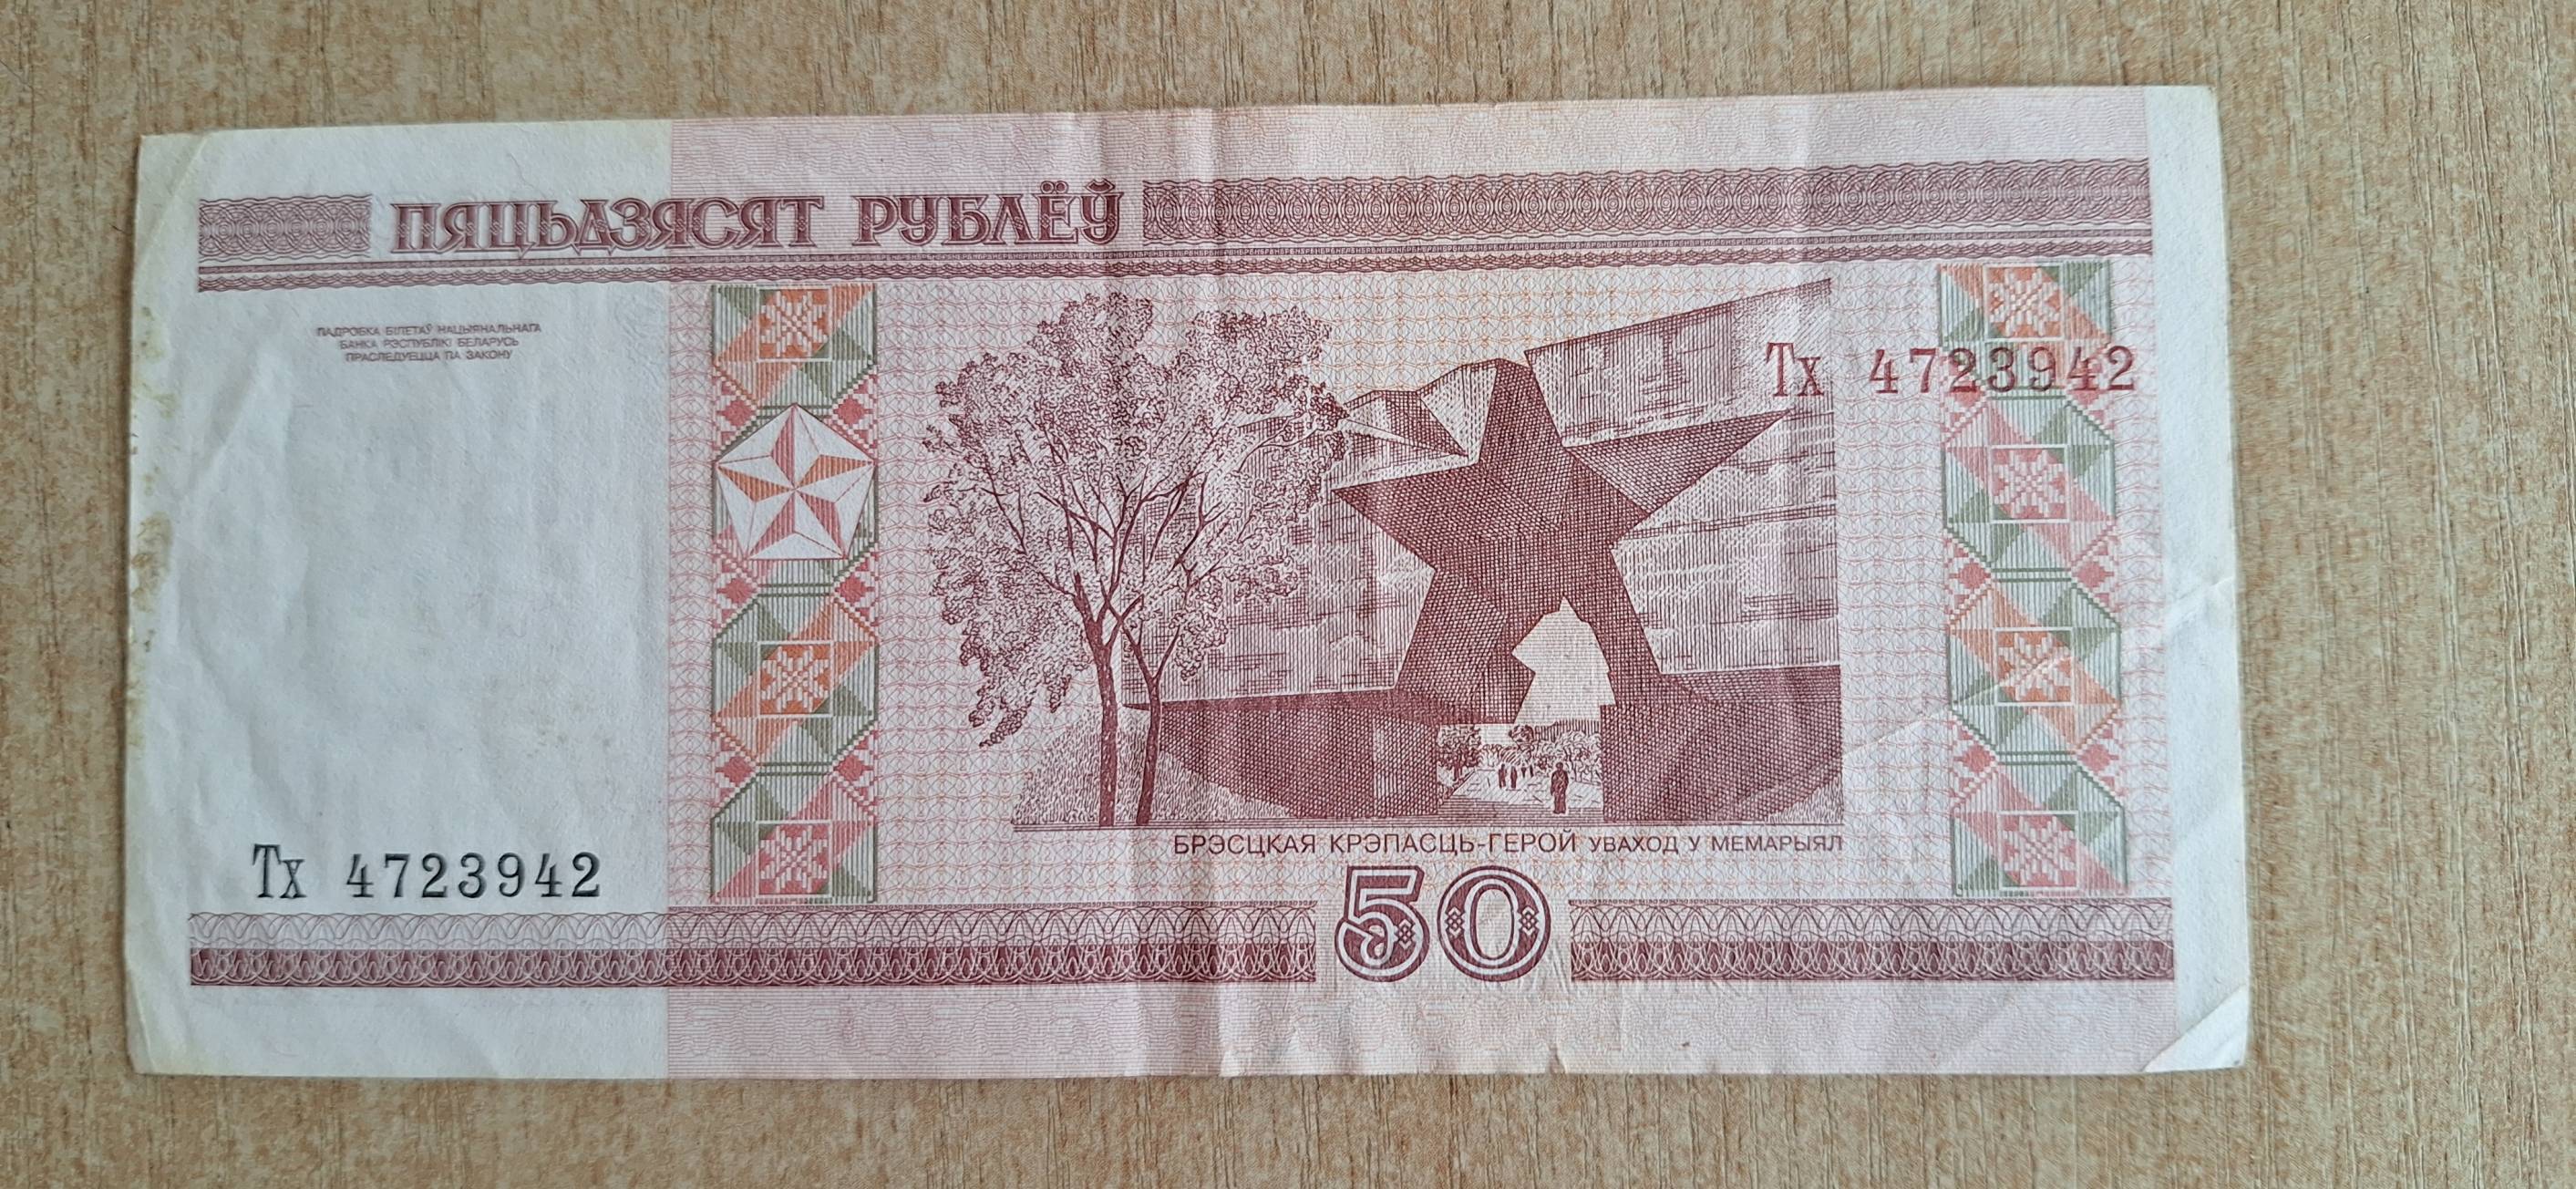 ПЯЦЬДЗЯСЯТ РУБЛЁЎ
ПАДРОБКА БІЛЕТАЎ НАЦЫЯНАЛЬНАГА
БАНКА РЭСПУБЛІКІ БЕЛАРУСЬ
ПРАСЛЕДУЕЦЦА ПА ЗАКОНУ
Тх 4723942
БРЭСЦКАЯ КРЭПАСЦЬ-ГЕРОЙ УВАХОД У МЕМАРЫЯЛ
Тх 4723942
50